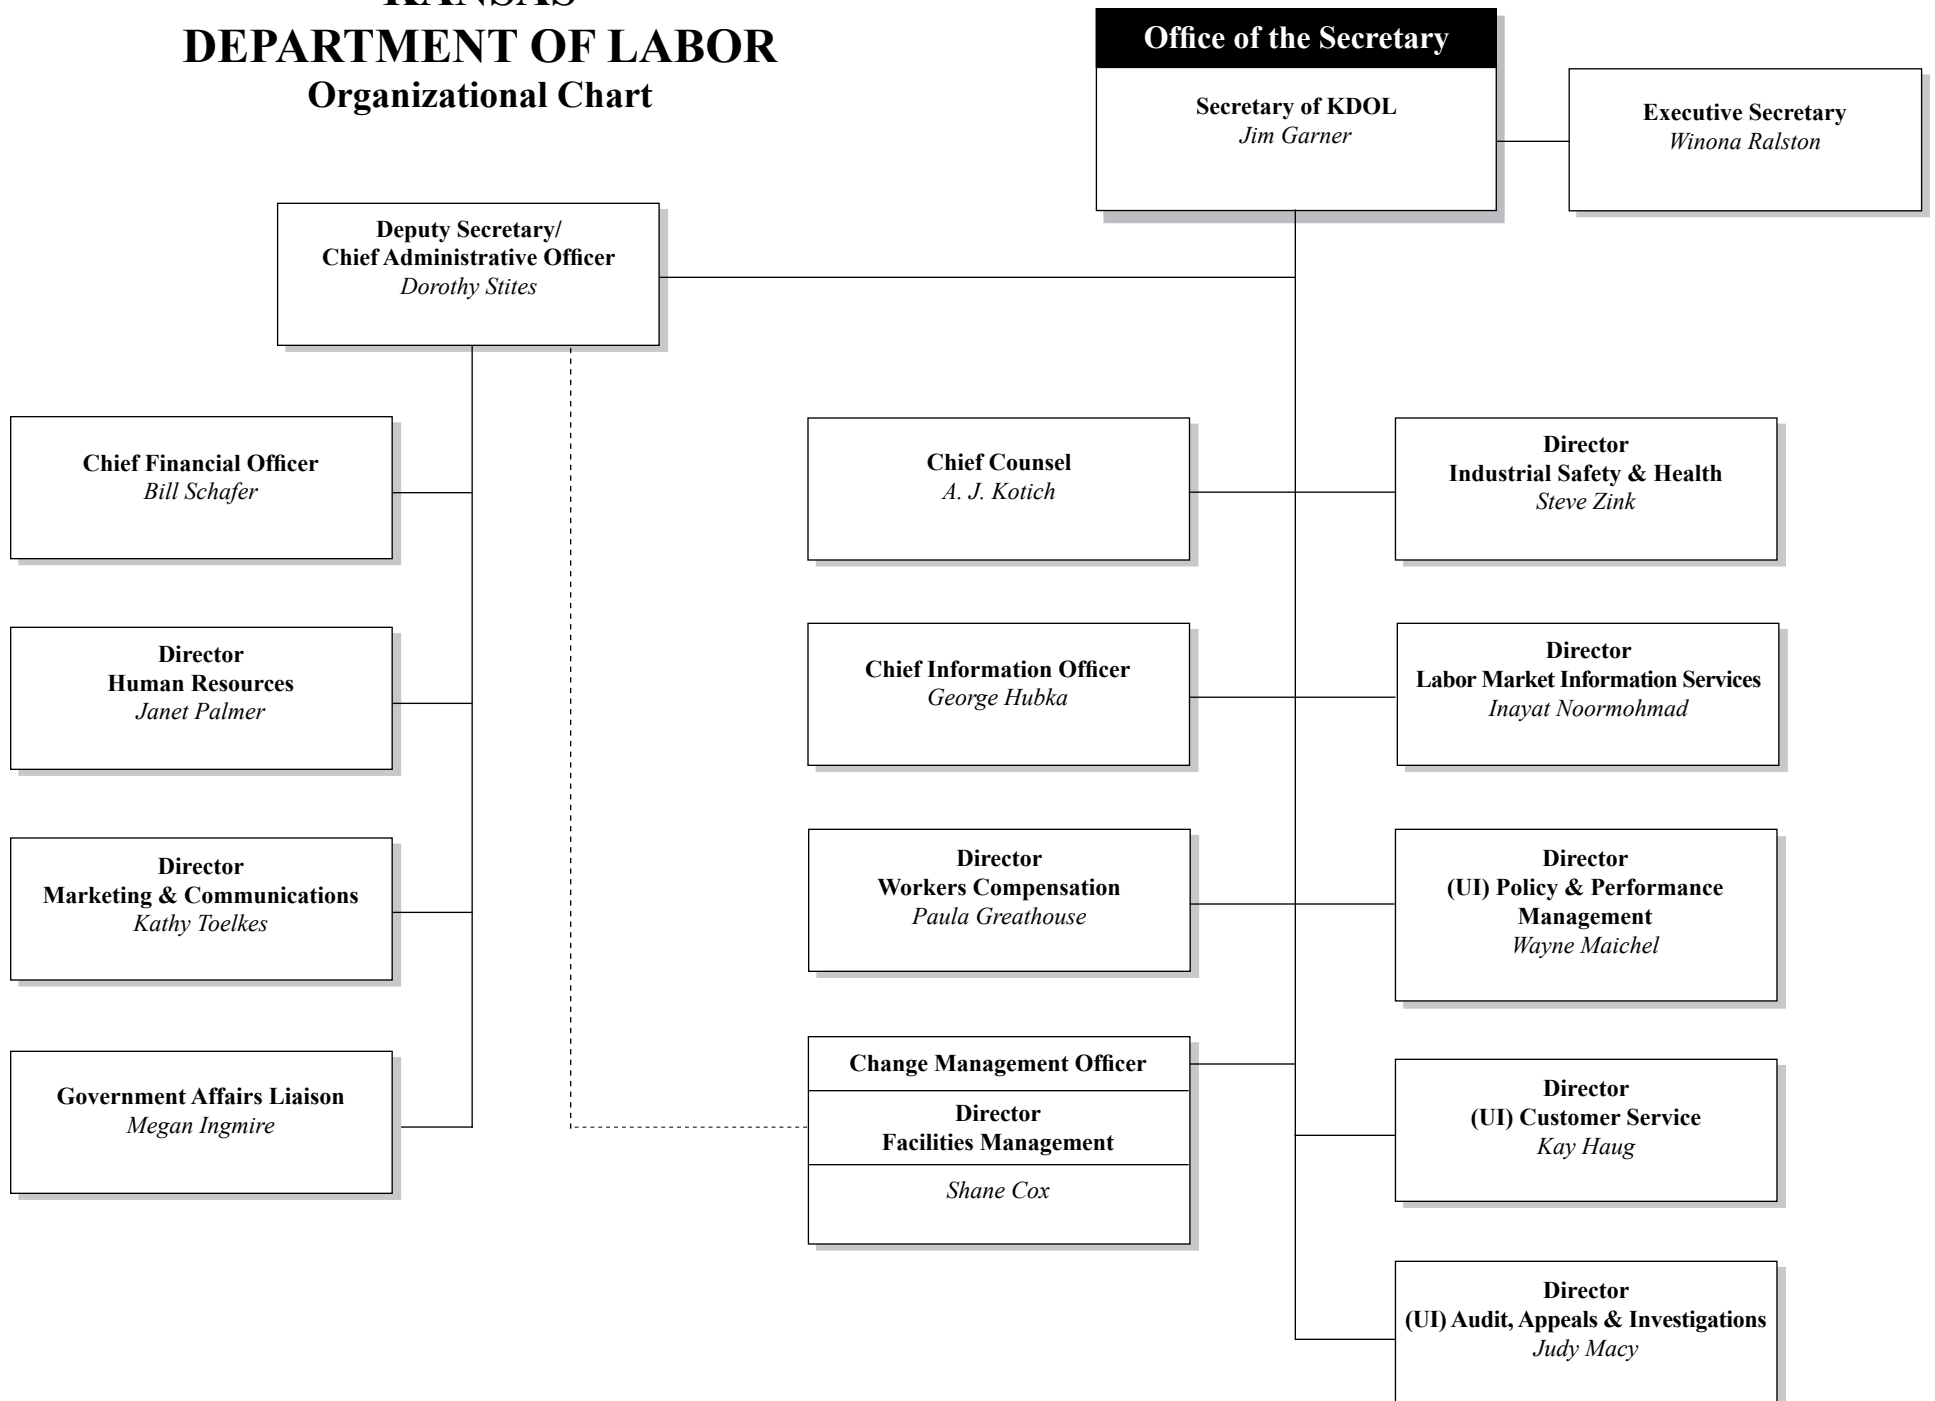 KANSAS
DEPARTMENT OF LABOR
Organizational Chart
Office of the Secretary
Secretary of KDOL
Jim Garner
Executive Secretary
Winona Ralston
Deputy Secretary/
Chief Administrative Officer
Dorothy Stites
Chief Financial Officer
Bill Schafer
Director
Human Resources
Janet Palmer
Director
Marketing & Communications
Kathy Toelkes
Government Affairs Liaison
Megan Ingmire
Chief Counsel
A. J. Kotich
Chief Information Officer
George Hubka
Director
Workers Compensation
Paula Greathouse
Change Management Officer
Director
Facilities Management
Shane Cox
Director
Industrial Safety & Health
Steve Zink
Director
Labor Market Information Services
Inayat Noormohmad
Director
(UI) Policy & Performance
Management
Wayne Maichel
Director
(UI) Customer Service
Kay Haug
Director
(UI) Audit, Appeals & Investigations
Judy Macy